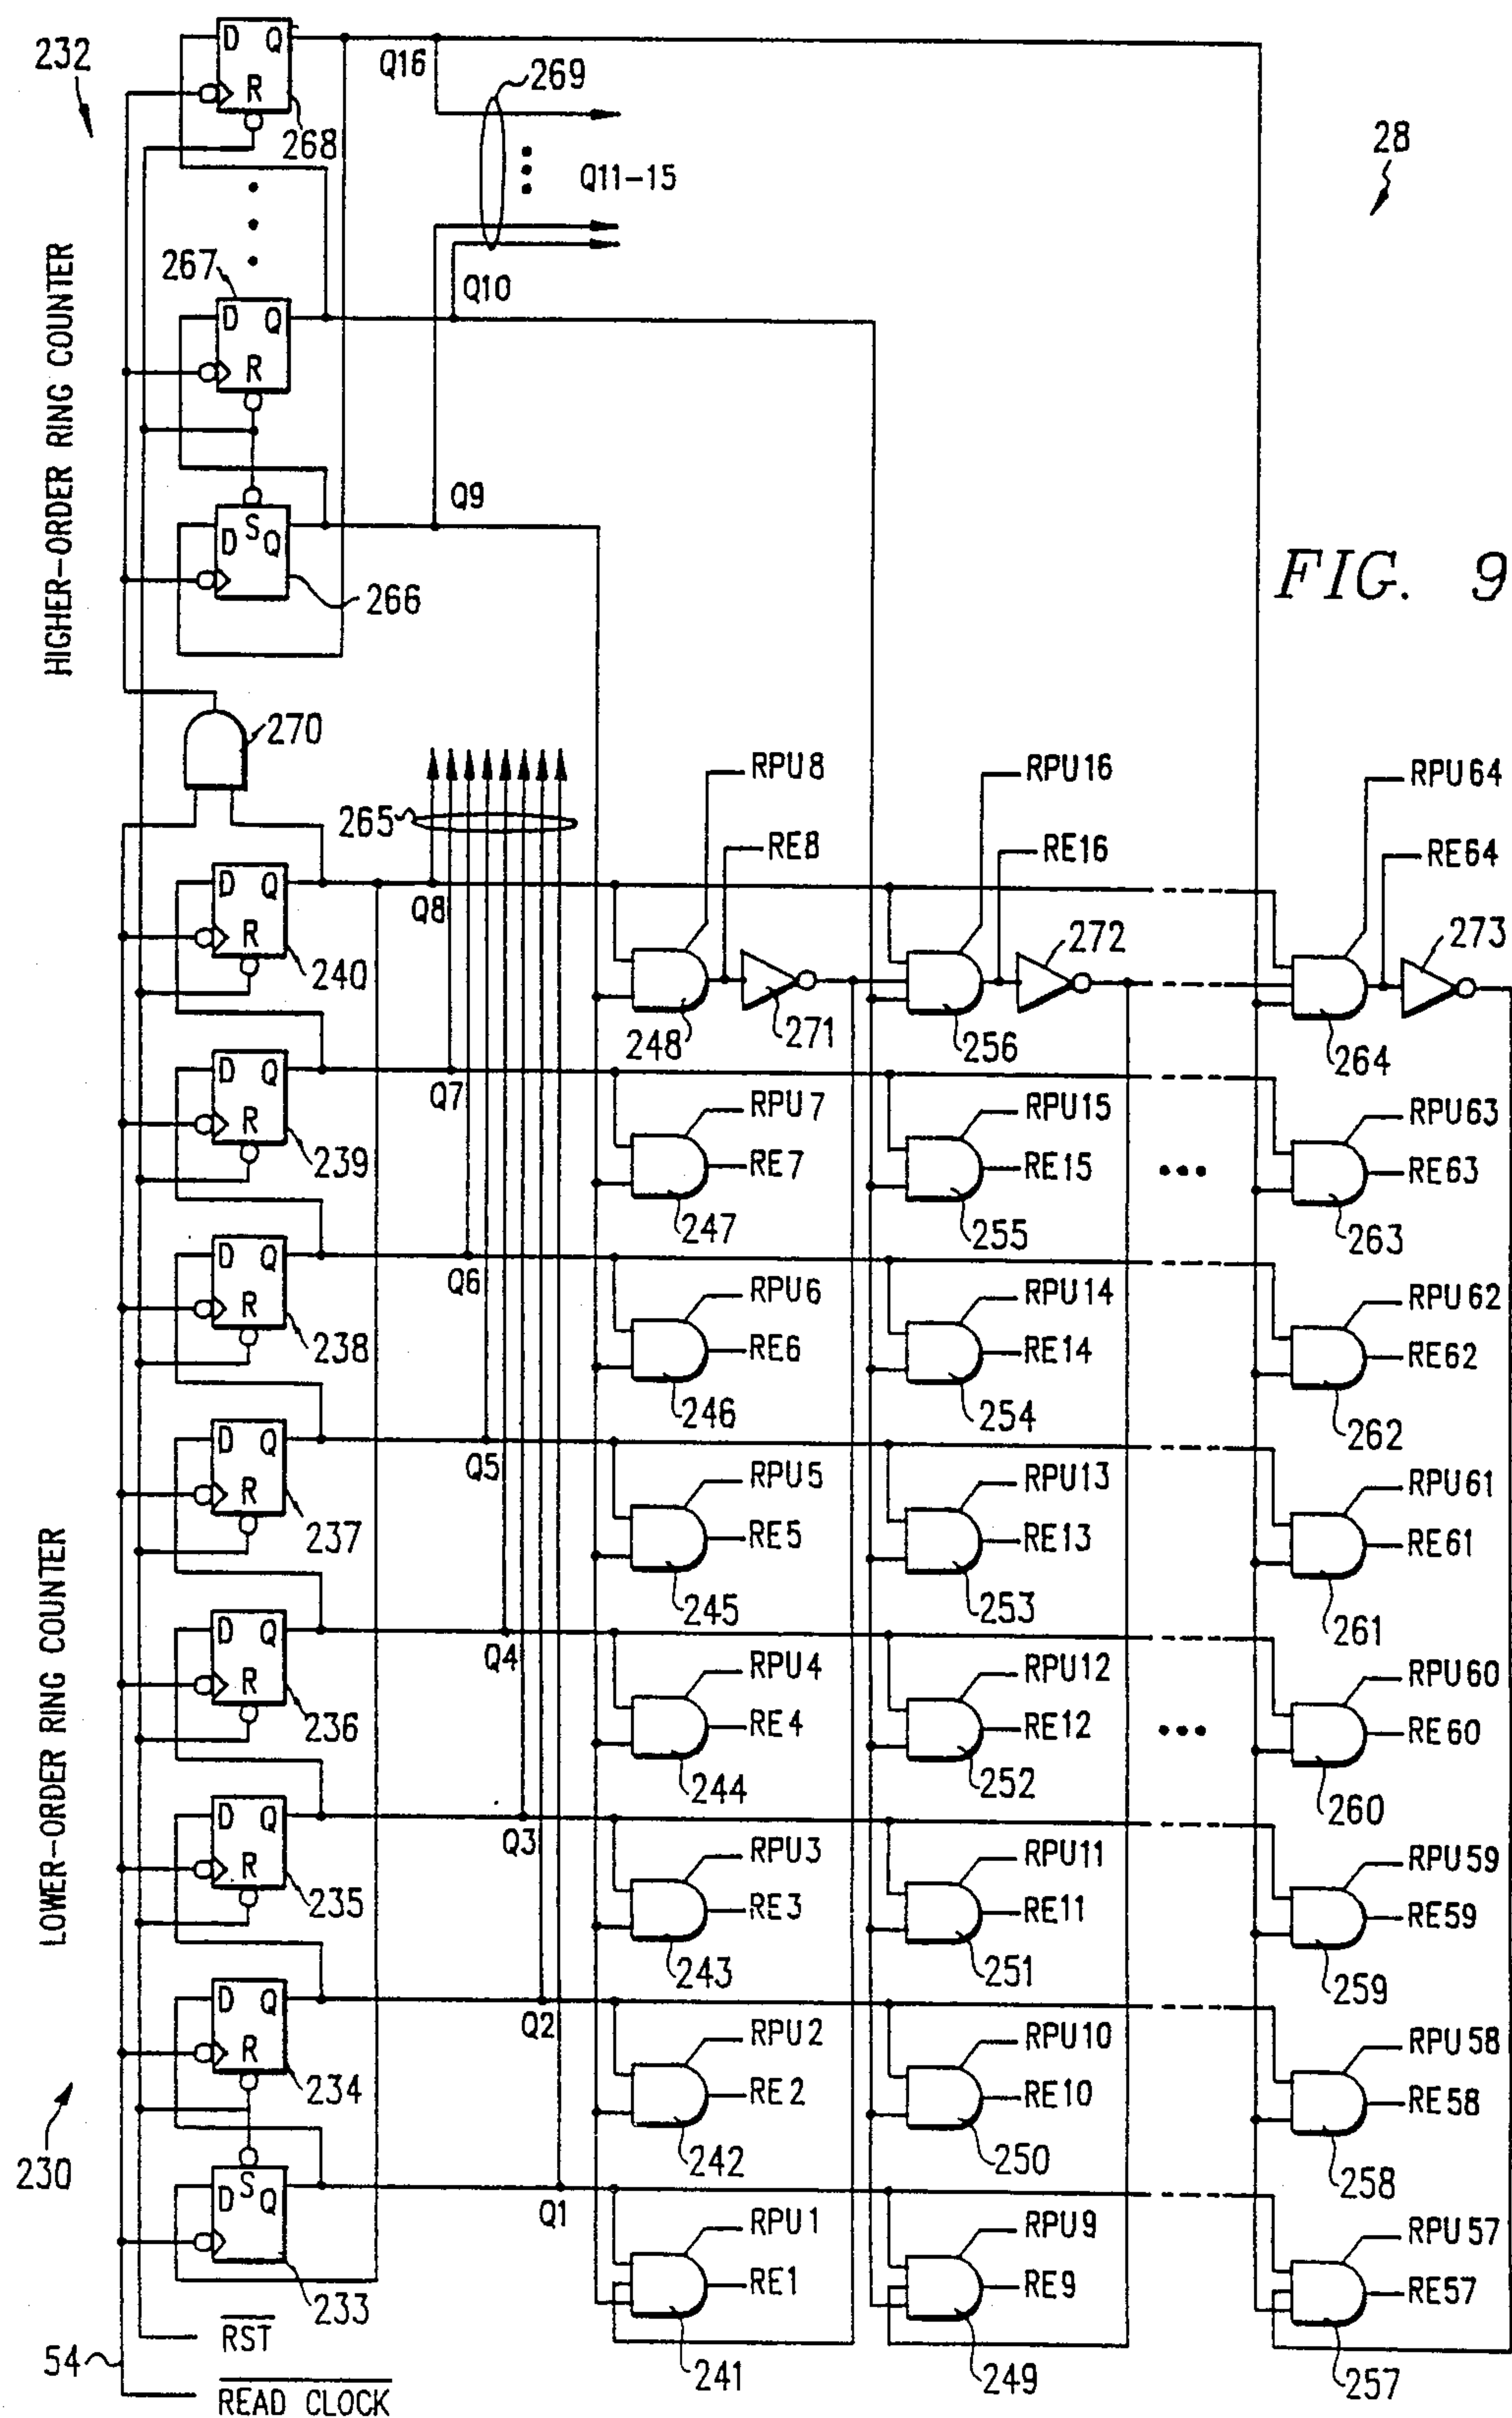 232
D Q
R
268
Q16
269
Q11-15
28
HIGHER-ORDER RING COUNTER
267
D Q
R
Q10
Q9
S
D Q
266
FIG. 9
270
265
RPU8
RE8
RPU16
RE16
RPU64
RE64
D Q
R
240
Q8
248
271
256
272
264
273
D Q
R
239
Q7
RPU7
RE7
247
RPU15
RE15
255
RPU63
RE63
263
D Q
R
238
Q6
RPU6
RE6
246
RPU14
RE14
254
RPU62
RE62
262
D Q
R
237
Q5
RPU5
RE5
245
RPU13
RE13
253
RPU61
RE61
261
LOWER-ORDER RING COUNTER
D Q
R
236
Q4
RPU4
RE4
244
RPU12
RE12
252
RPU60
RE60
260
D Q
R
235
Q3
RPU3
RE3
243
RPU11
RE11
251
RPU59
RE59
259
D Q
R
234
Q2
RPU2
RE2
242
RPU10
RE10
250
RPU58
RE58
258
230
S
D Q
233
Q1
RPU1
RE1
241
RPU9
RE9
249
RPU57
RE57
257
RST
54
READ CLOCK